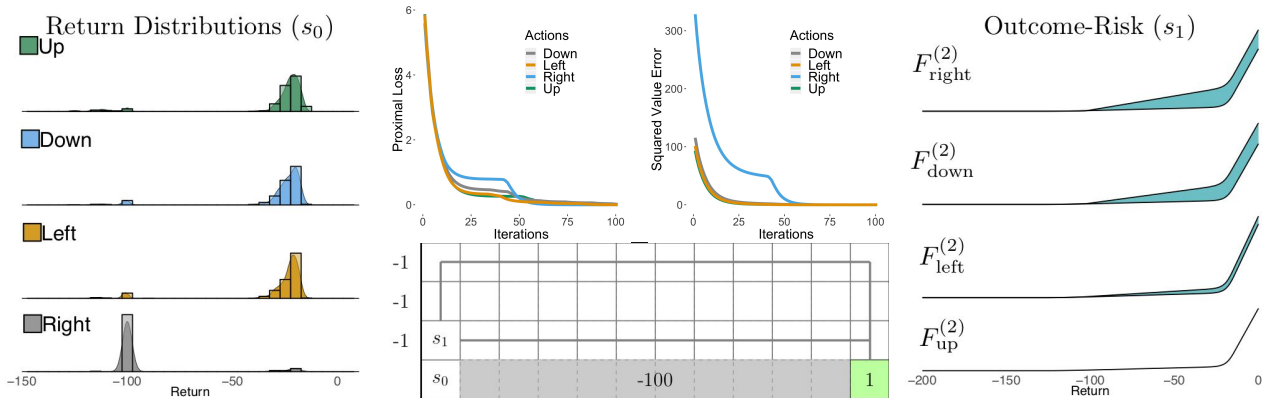 Return Distributions (s0)
Up
Down
Left
Right
−150
−100
−50
0
Return
Proximal Loss
6
4
2
0
Actions
Down
Left
Right
Up
1
25
50
75
100
Iterations
Squared Value Error
300
200
100
0
Actions
Down
Left
Right
Up
1
25
50
75
100
Iterations
-1
-1
-1
s1
s0
-100
1
Outcome-Risk (s1)
F(2)right
F(2)down
F(2)left
F(2)up
−200
−150
−100
−50
0
Return